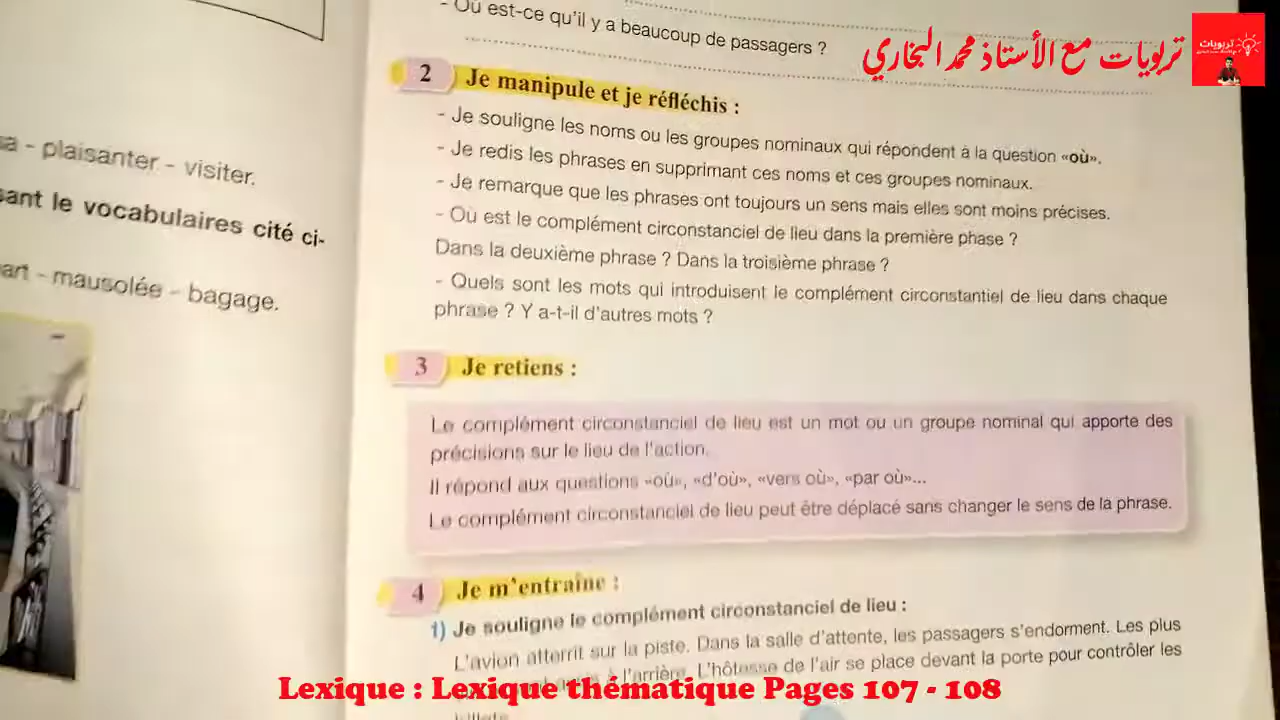 - Où est-ce qu'il y a beaucoup de passagers ?
تربويات مع الأستاذ محمد البخاري
تربويات
2 Je manipule et je réfléchis :
- Je souligne les noms ou les groupes nominaux qui répondent à la question «où».
- Je redis les phrases en supprimant ces noms et ces groupes nominaux.
- Je remarque que les phrases ont toujours un sens mais elles sont moins précises.
- Où est le complément circonstanciel de lieu dans la première phase ?
Dans la deuxième phrase ? Dans la troisième phrase ?
- Quels sont les mots qui introduisent le complément circonstantiel de lieu dans chaque
phrase ? Y a-t-il d'autres mots ?
3 Je retiens :
Le complément circonstanciel de lieu est un mot ou un groupe nominal qui apporte des
précisions sur le lieu de l'action.
Il répond aux questions «où», «d'où», «vers où», «par où»...
Le complément circonstanciel de lieu peut être déplacé sans changer le sens de la phrase.
4 Je m'entraîne :
1) Je souligne le complément circonstanciel de lieu :
L'avion atterrit sur la piste. Dans la salle d'attente, les passagers s'endorment. Les plus
à l'arrière. L'hôtesse de l'air se place devant la porte pour contrôler les
- plaisanter - visiter.
le vocabulaires cité ci-
- mausolée - bagage.
Lexique : Lexique thématique Pages 107 - 108